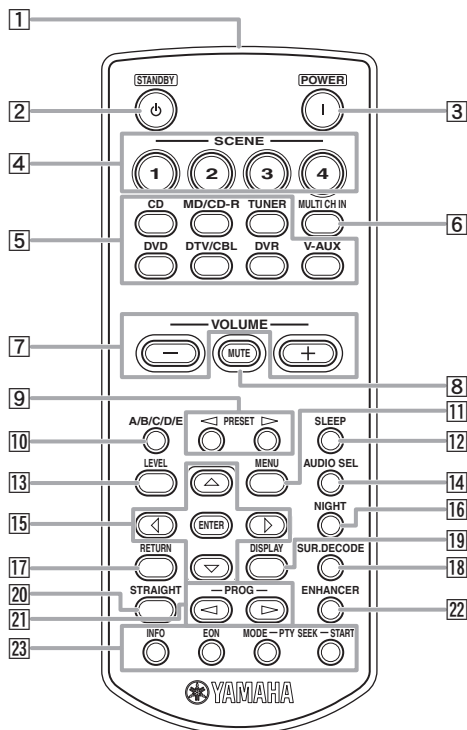 1
STANDBY
POWER
2
3
SCENE
4
1 2 3 4
CD MD/CD-R TUNER MULTI CH IN
5
6
DVD DTV/CBL DVR V-AUX
VOLUME
7
MUTE
8
9
11
A/B/C/D/E
PRESET
SLEEP
10
12
LEVEL
MENU
AUDIO SEL
13
14
NIGHT
15
ENTER
16
RETURN
DISPLAY
19
SUR.DECODE
17
18
STRAIGHT
PROG
ENHANCER
20
21
22
INFO EON MODE PTY SEEK START
23
YAMAHA